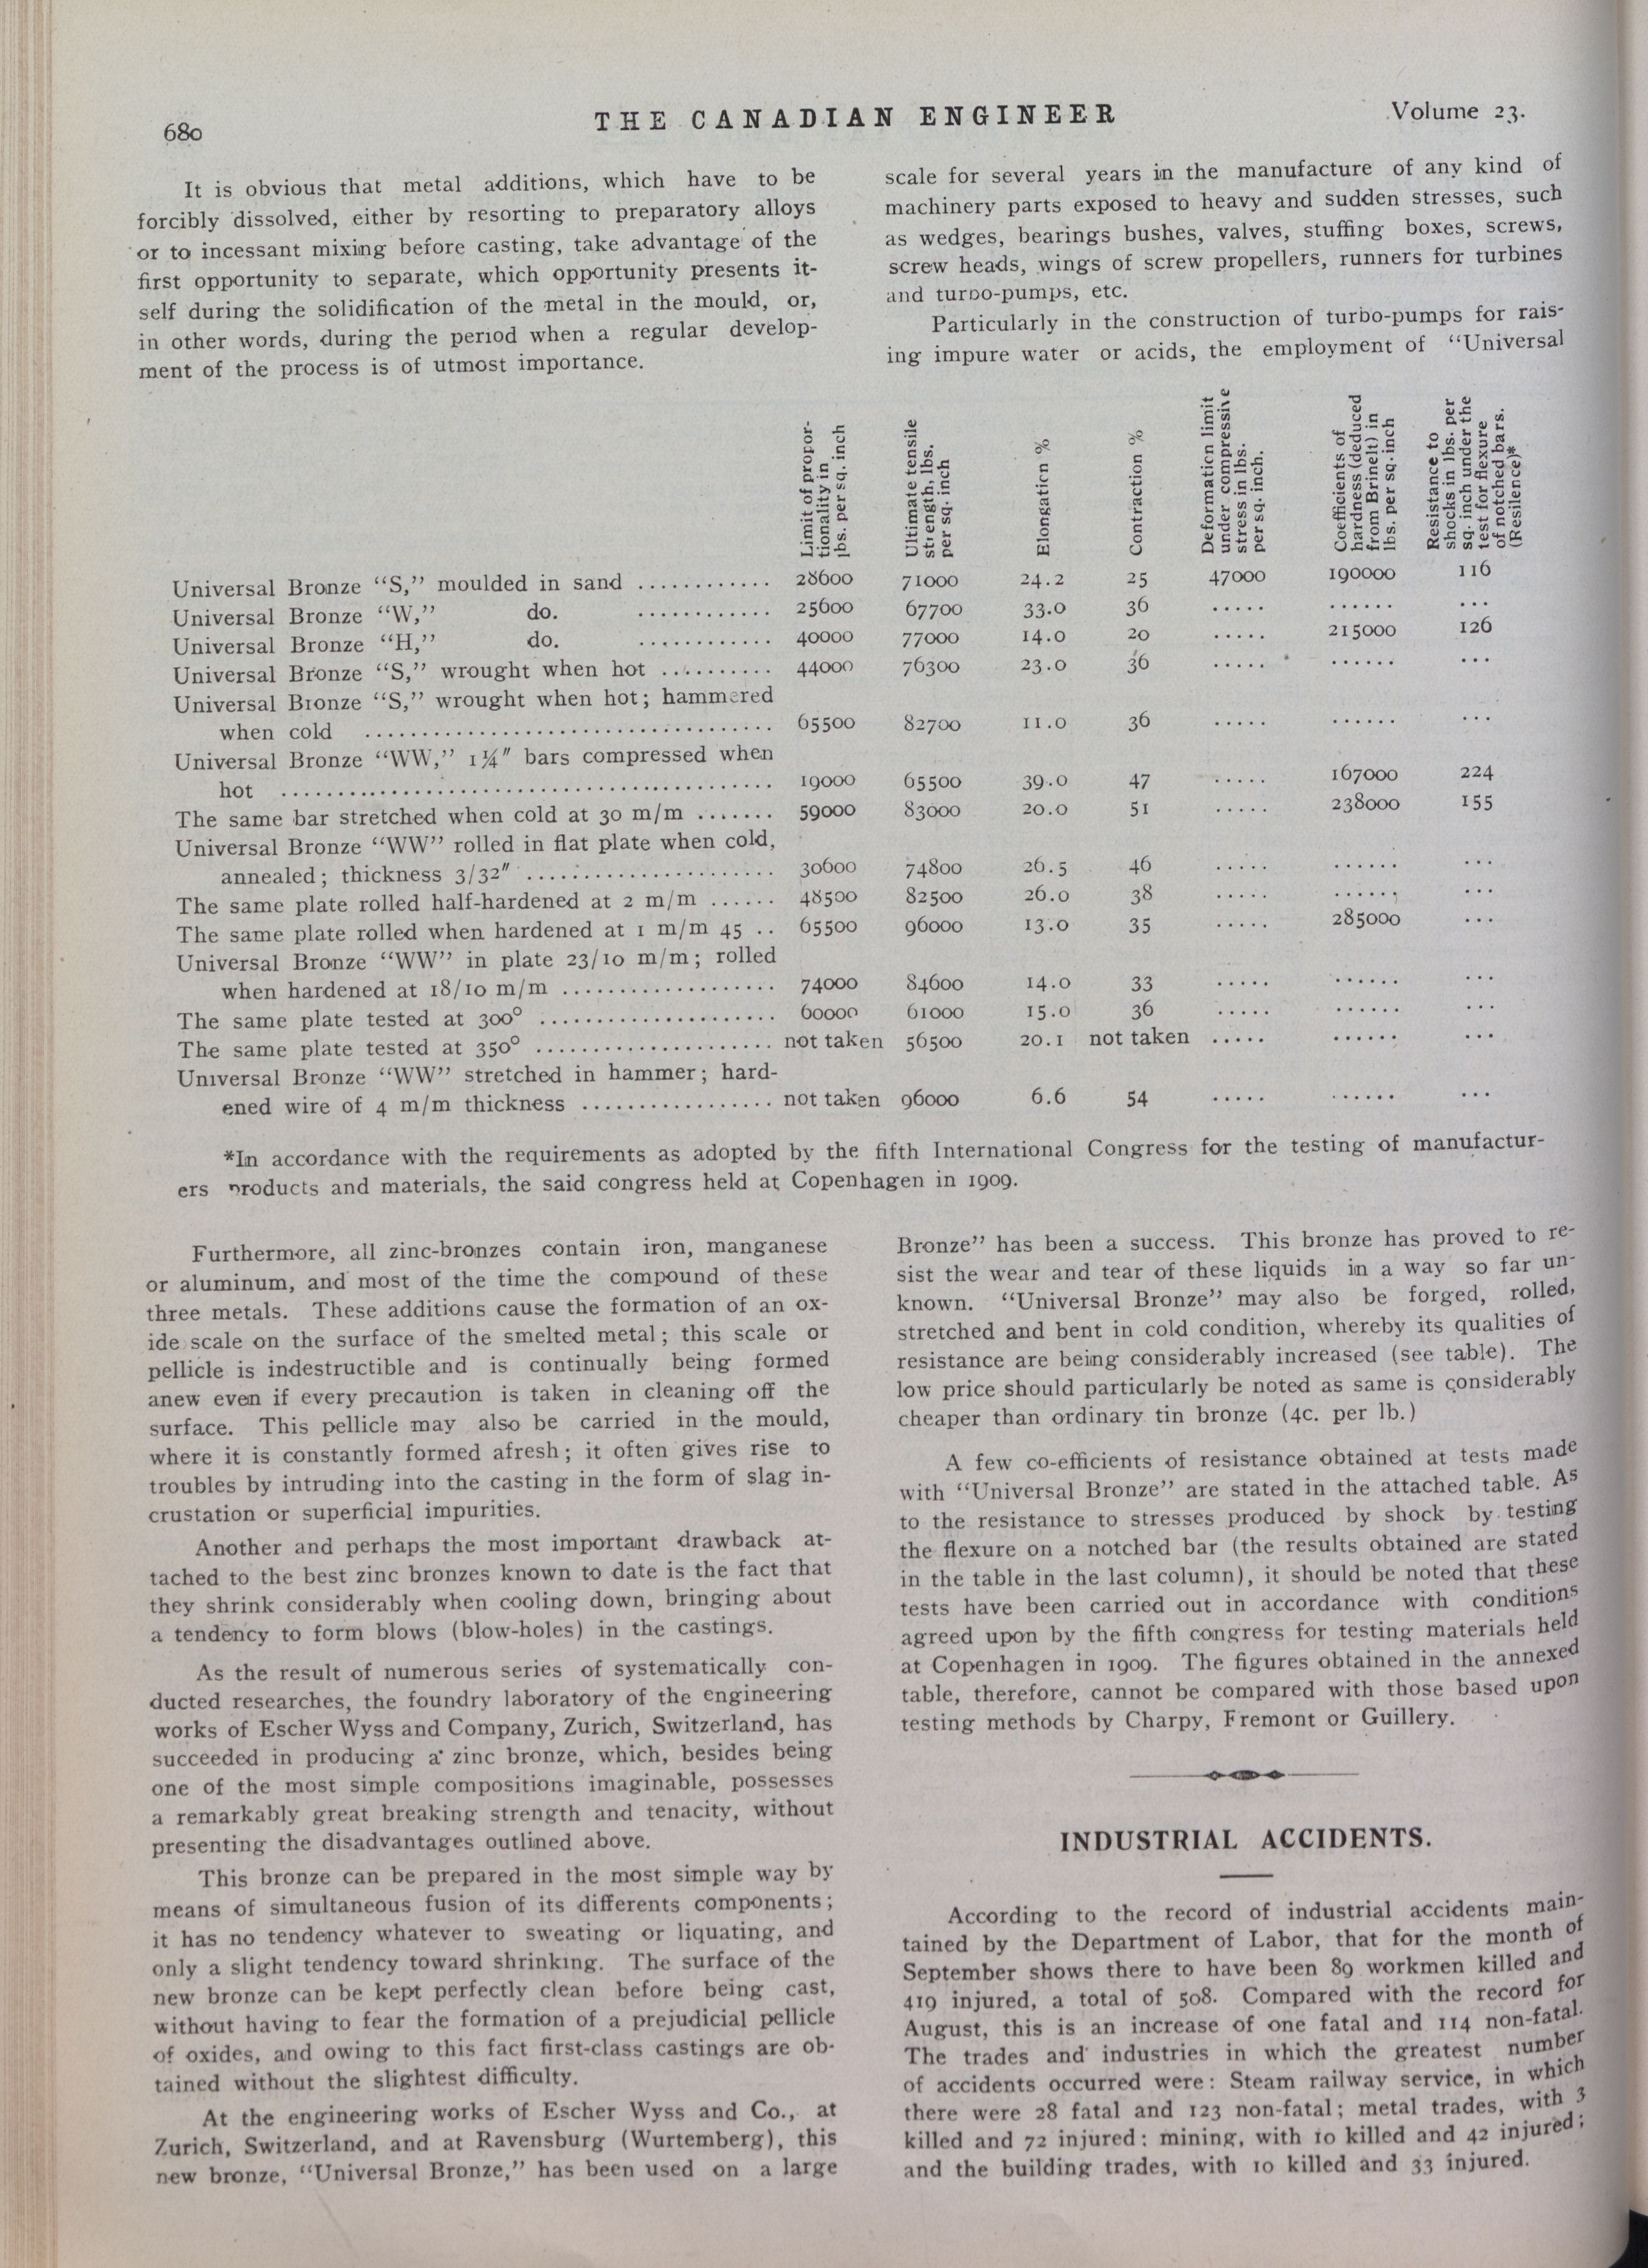 680
THE CANADIAN ENGINEER
Volume 23.
It is obvious that metal additions, which have to be
forcibly dissolved, either by resorting to preparatory alloys
or to incessant mixing before casting, take advantage of the
first opportunity to separate, which opportunity presents it-
self during the solidification of the metal in the mould, or,
in other words, during the period when a regular develop-
ment of the process is of utmost importance.
scale for several years in the manufacture of any kind of
machinery parts exposed to heavy and sudden stresses, such
as wedges, bearings bushes, valves, stuffing boxes, screws,
screw heads, wings of screw propellers, runners for turbines
and turbo-pumps, etc.
Particularly in the construction of turbo-pumps for rais-
ing impure water or acids, the employment of "Universal
Limit of propor-
tionality in
lbs. per sq. inch
Ultimate tensile
strength, lbs.
per sq. inch
Elongation %
Contraction %
Deformation limit
under compressive
stress in lbs.
per sq. inch.
Coefficients of
hardness (deduced
from Brinelt) in
lbs. per sq. inch
Resistance to
shocks in lbs. per
sq. inch under the
test for flexure
of notched bars.
(Resilence)*
Universal Bronze "S," moulded in sand ............ 28600 71000 24.2 25 47000 190000 116
Universal Bronze "W," do. ............ 25600 67700 33.0 36 ..... ...... ...
Universal Bronze "H," do. ............ 40000 77000 14.0 20 ..... 215000 126
Universal Bronze "S," wrought when hot .......... 44000 76300 23.0 36 ..... ...... ...
Universal Bronze "S," wrought when hot; hammered
when cold .................................... 65500 82700 11.0 36 ..... ...... ...
Universal Bronze "WW," 1¼" bars compressed when
hot ........................................... 19000 65500 39.0 47 ..... 167000 224
The same bar stretched when cold at 30 m/m ....... 59000 83000 20.0 51 ..... 238000 155
Universal Bronze "WW" rolled in flat plate when cold,
annealed; thickness 3/32" ...................... 30600 74800 26.5 46 ..... ...... ...
The same plate rolled half-hardened at 2 m/m ...... 48500 82500 26.0 38 ..... ...... ...
The same plate rolled when hardened at 1 m/m 45 .. 65500 96000 13.0 35 ..... 285000 ...
Universal Bronze "WW" in plate 23/10 m/m; rolled
when hardened at 18/10 m/m ................... 74000 84600 14.0 33 ..... ...... ...
The same plate tested at 300° ..................... 60000 61000 15.0 36 ..... ...... ...
The same plate tested at 350° ..................... not taken 56500 20.1 not taken ..... ...... ...
Universal Bronze "WW" stretched in hammer; hard-
ened wire of 4 m/m thickness ................. not taken 96000 6.6 54 ..... ...... ...
*In accordance with the requirements as adopted by the fifth International Congress for the testing of manufactur-
ers products and materials, the said congress held at Copenhagen in 1909.
Furthermore, all zinc-bronzes contain iron, manganese
or aluminum, and most of the time the compound of these
three metals. These additions cause the formation of an ox-
ide scale on the surface of the smelted metal; this scale or
pellicle is indestructible and is continually being formed
anew even if every precaution is taken in cleaning off the
surface. This pellicle may also be carried in the mould,
where it is constantly formed afresh; it often gives rise to
troubles by intruding into the casting in the form of slag in-
crustation or superficial impurities.
Another and perhaps the most important drawback at-
tached to the best zinc bronzes known to date is the fact that
they shrink considerably when cooling down, bringing about
a tendency to form blows (blow-holes) in the castings.
As the result of numerous series of systematically con-
ducted researches, the foundry laboratory of the engineering
works of Escher Wyss and Company, Zurich, Switzerland, has
succeeded in producing a zinc bronze, which, besides being
one of the most simple compositions imaginable, possesses
a remarkably great breaking strength and tenacity, without
presenting the disadvantages outlined above.
This bronze can be prepared in the most simple way by
means of simultaneous fusion of its differents components;
it has no tendency whatever to sweating or liquating, and
only a slight tendency toward shrinking. The surface of the
new bronze can be kept perfectly clean before being cast,
without having to fear the formation of a prejudicial pellicle
of oxides, and owing to this fact first-class castings are ob-
tained without the slightest difficulty.
At the engineering works of Escher Wyss and Co., at
Zurich, Switzerland, and at Ravensburg (Wurtemberg), this
new bronze, "Universal Bronze," has been used on a large
Bronze" has been a success. This bronze has proved to re-
sist the wear and tear of these liquids in a way so far un-
known. "Universal Bronze" may also be forged, rolled,
stretched and bent in cold condition, whereby its qualities of
resistance are being considerably increased (see table). The
low price should particularly be noted as same is considerably
cheaper than ordinary tin bronze (4c. per lb.)
A few co-efficients of resistance obtained at tests made
with "Universal Bronze" are stated in the attached table. As
to the resistance to stresses produced by shock by testing
the flexure on a notched bar (the results obtained are stated
in the table in the last column), it should be noted that these
tests have been carried out in accordance with conditions
agreed upon by the fifth congress for testing materials held
at Copenhagen in 1909. The figures obtained in the annexed
table, therefore, cannot be compared with those based upon
testing methods by Charpy, Fremont or Guillery.
INDUSTRIAL ACCIDENTS.
According to the record of industrial accidents main-
tained by the Department of Labor, that for the month of
September shows there to have been 89 workmen killed and
419 injured, a total of 508. Compared with the record for
August, this is an increase of one fatal and 114 non-fatal.
The trades and industries in which the greatest number
of accidents occurred were: Steam railway service, in which
there were 28 fatal and 123 non-fatal; metal trades, with 3
killed and 72 injured; mining, with 10 killed and 42 injured;
and the building trades, with 10 killed and 33 injured.